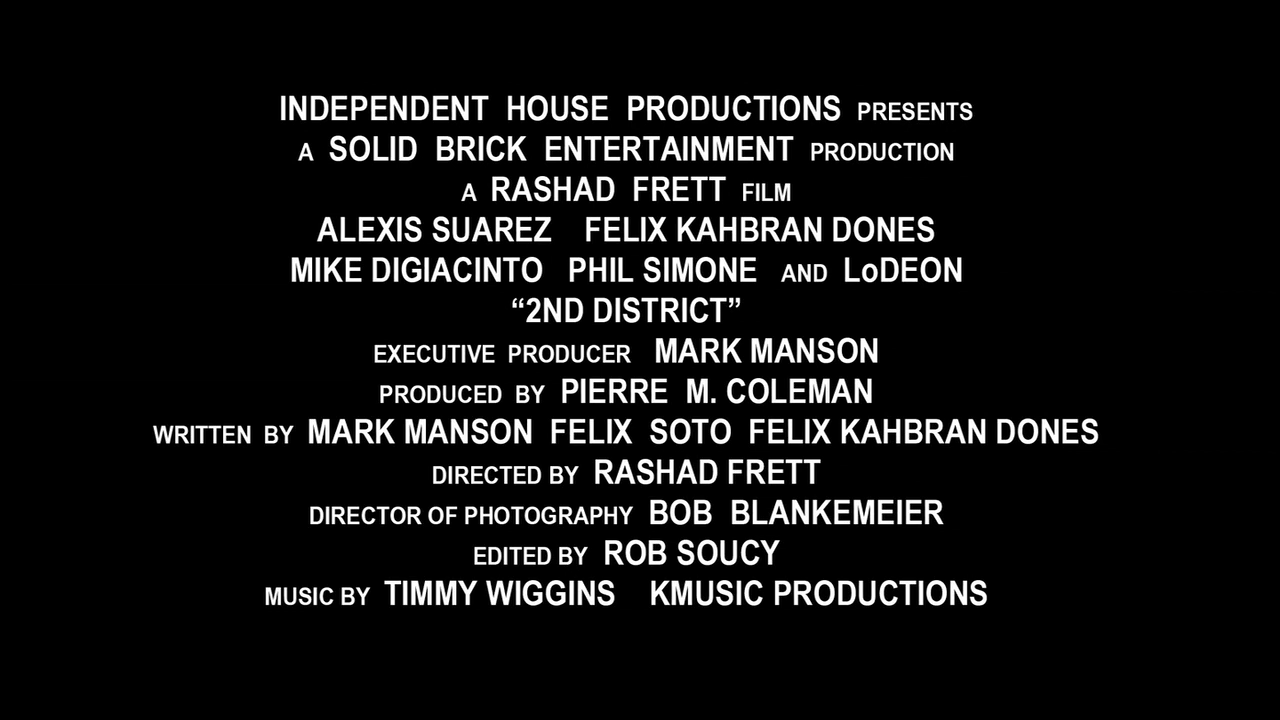 INDEPENDENT HOUSE PRODUCTIONS PRESENTS
A SOLID BRICK ENTERTAINMENT PRODUCTION
A RASHAD FRETT FILM
ALEXIS SUAREZ FELIX KAHBRAN DONES
MIKE DIGIACINTO PHIL SIMONE AND LoDEON
“2ND DISTRICT”
EXECUTIVE PRODUCER MARK MANSON
PRODUCED BY PIERRE M. COLEMAN
WRITTEN BY MARK MANSON FELIX SOTO FELIX KAHBRAN DONES
DIRECTED BY RASHAD FRETT
DIRECTOR OF PHOTOGRAPHY BOB BLANKEMEIER
EDITED BY ROB SOUCY
MUSIC BY TIMMY WIGGINS KMUSIC PRODUCTIONS